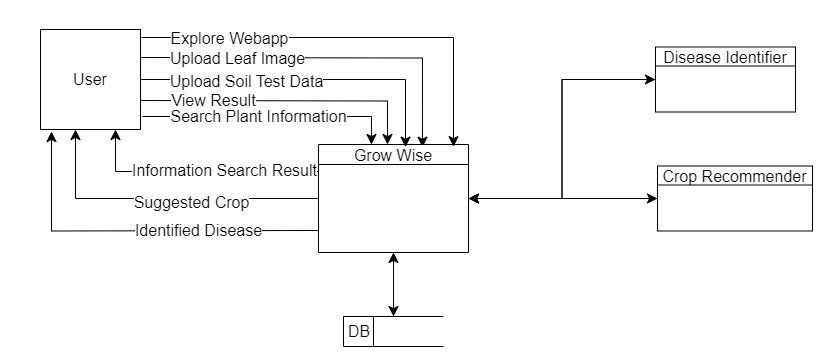 Explore Webapp
Upload Leaf Image
User
Upload Soil Test Data
View Result
Search Plant Information
Disease Identifier
Grow Wise
Information Search Result
Crop Recommender
Suggested Crop
Identified Disease
DB